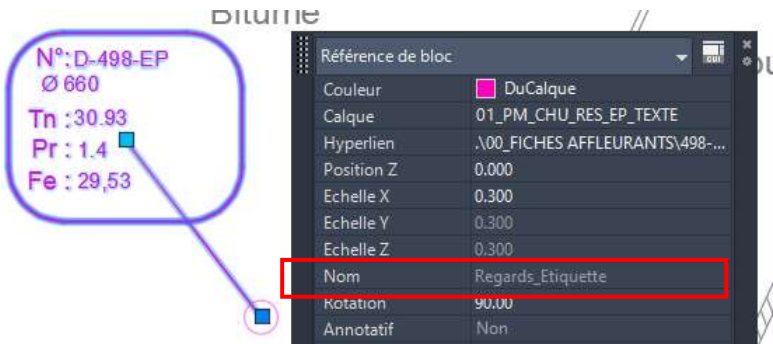 Bitume
N°:D-498-EP
Ø 660
Tn :30.93
Pr : 1.4
Fe : 29,53
Référence de bloc
CUI
Couleur DuCalque
Calque 01_PM_CHU_RES_EP_TEXTE
Hyperlien .\00_FICHES AFFLEURANTS\498-...
Position Z 0.000
Echelle X 0.300
Echelle Y 0.300
Echelle Z 0.300
Nom Regards_Etiquette
Rotation 90.00
Annotatif Non